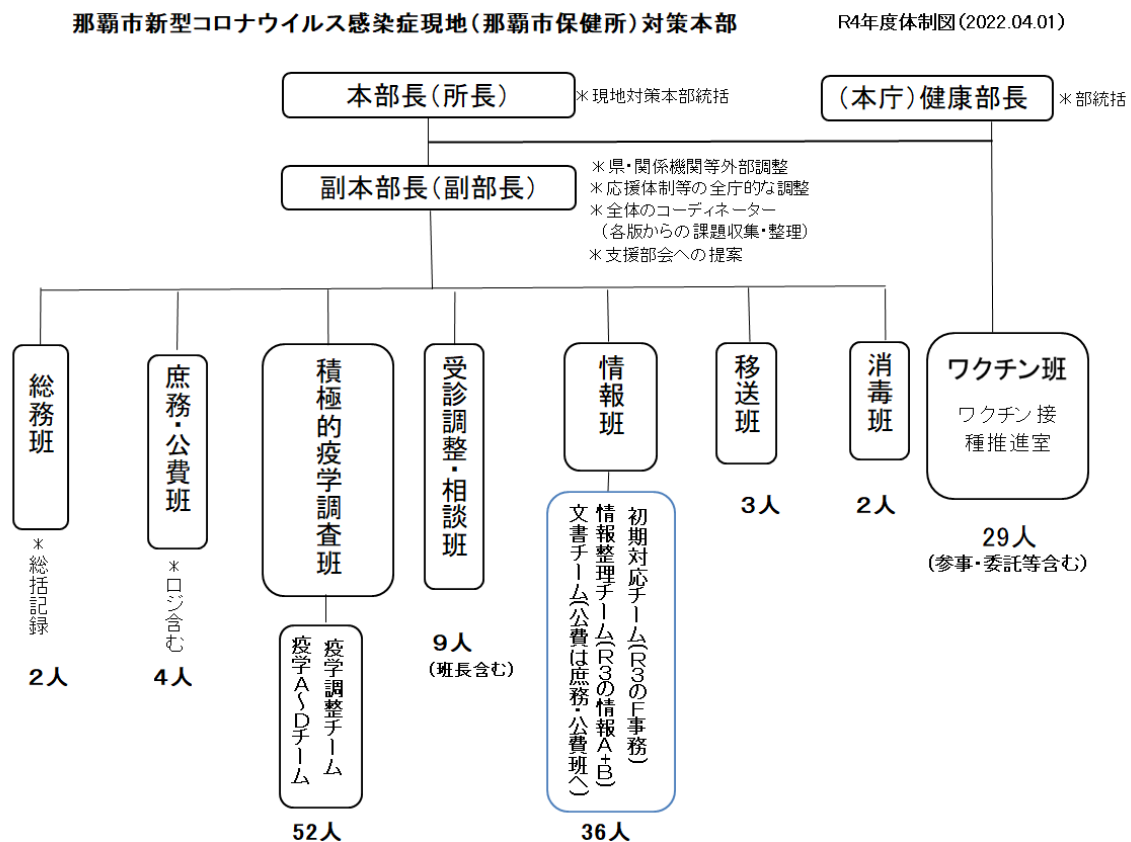 那覇市新型コロナウイルス感染症現地(那覇市保健所)対策本部
R4年度体制図(2022.04.01)
本部長(所長)
＊現地対策本部統括
(本庁)健康部長
＊部統括
副本部長(副部長)
＊県・関係機関等外部調整
＊応援体制等の全庁的な調整
＊全体のコーディネーター
(各版からの課題収集・整理)
＊支援部会への提案
総務班
＊総括記録
2人
庶務・公費班
＊ロジ含む
4人
積極的疫学調査班
疫学調整チーム
疫学A～Dチーム
52人
受診調整・相談班
9人
(班長含む)
情報班
初期対応チーム(R3のF事務)
情報整理チーム(R3の情報A+B)
文書チーム(公費は庶務・公費班へ)
36人
移送班
3人
消毒班
2人
ワクチン班
ワクチン接
種推進室
29人
(参事・委託等含む)